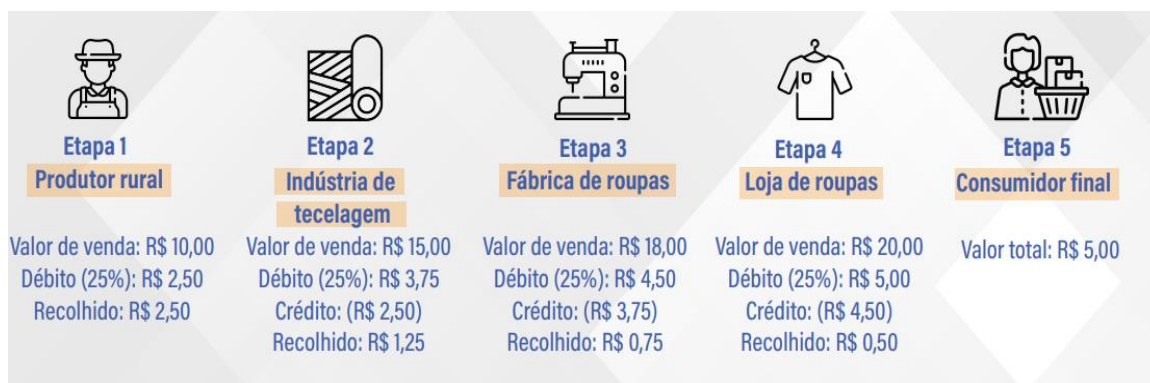 Etapa 1
Produtor rural
Valor de venda: R$ 10,00
Débito (25%): R$ 2,50
Recolhido: R$ 2,50
Etapa 2
Indústria de
tecelagem
Valor de venda: R$ 15,00
Débito (25%): R$ 3,75
Crédito: (R$ 2,50)
Recolhido: R$ 1,25
Etapa 3
Fábrica de roupas
Valor de venda: R$ 18,00
Débito (25%): R$ 4,50
Crédito: (R$ 3,75)
Recolhido: R$ 0,75
Etapa 4
Loja de roupas
Valor de venda: R$ 20,00
Débito (25%): R$ 5,00
Crédito: (R$ 4,50)
Recolhido: R$ 0,50
Etapa 5
Consumidor final
Valor total: R$ 5,00